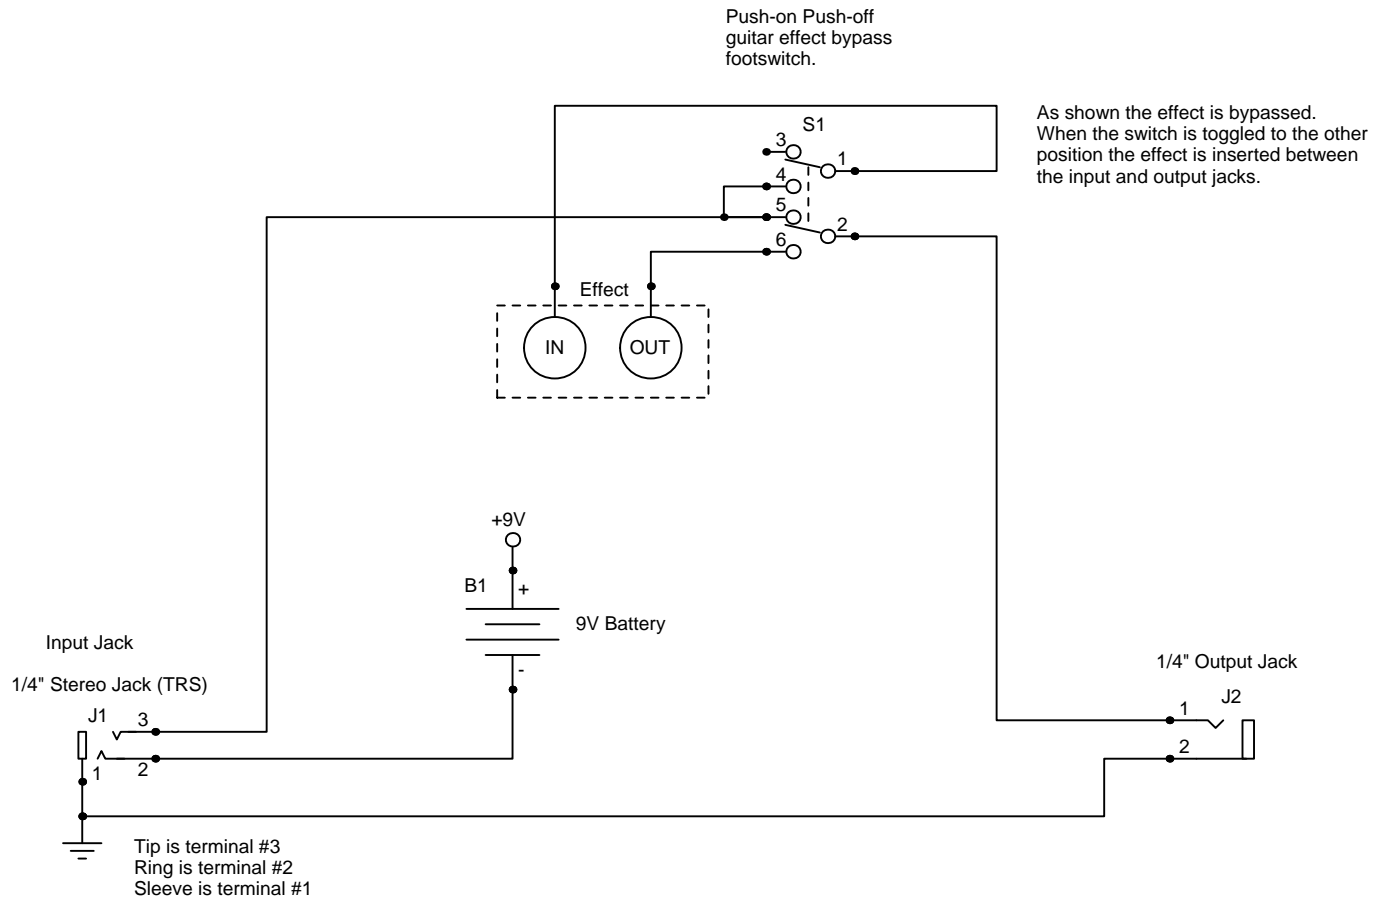 Push-on Push-off
guitar effect bypass
footswitch.
As shown the effect is bypassed.
When the switch is toggled to the other
position the effect is inserted between
the input and output jacks.
S1
3
1
4
5
2
6
Effect
IN
OUT
+9V
B1
+
9V Battery
-
Input Jack
1/4" Stereo Jack (TRS)
J1
3
1
2
1/4" Output Jack
J2
1
2
Tip is terminal #3
Ring is terminal #2
Sleeve is terminal #1